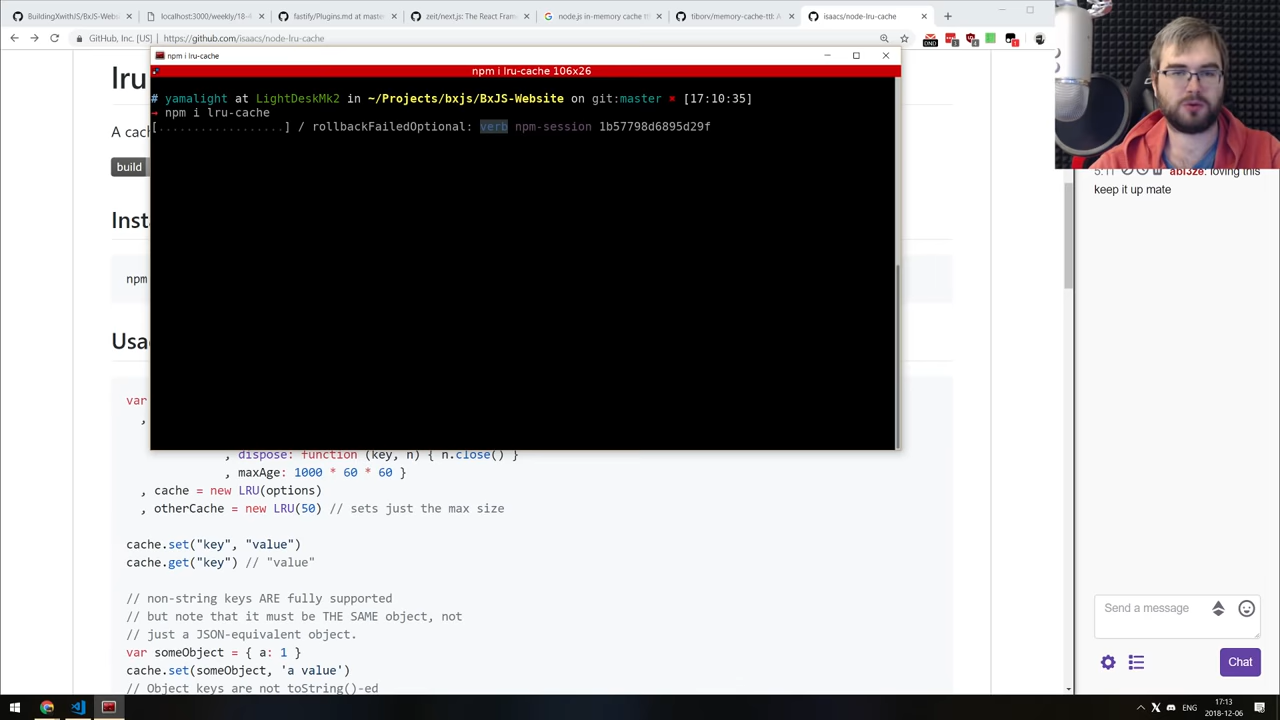 BuildingXwithJS/BxJS-Webs
localhost:3000/weekly/18-
fastify/Plugins.md at maste
zeit/next.js: The React Fram
node.js in-memory cache tt
tiborv/memory-cache-ttl: A
isaacs/node-lru-cache
GitHub, Inc. [US] | https://github.com/isaacs/node-lru-cache
npm i lru-cache
npm i lru-cache 106x26
# yamalight at LightDeskMk2 in ~/Projects/bxjs/BxJS-Website on git:master ✖ [17:10:35]
→ npm i lru-cache
[..................] / rollbackFailedOptional: verb npm-session 1b57798d6895d29f
lru
A cach
build
Insta
npm
Usag
var
,
, dispose: function (key, n) { n.close() }
, maxAge: 1000 * 60 * 60 }
, cache = new LRU(options)
, otherCache = new LRU(50) // sets just the max size
cache.set("key", "value")
cache.get("key") // "value"
// non-string keys ARE fully supported
// but note that it must be THE SAME object, not
// just a JSON-equivalent object.
var someObject = { a: 1 }
cache.set(someObject, 'a value')
// Object keys are not toString()-ed
5:11 abl3ze: loving this
keep it up mate
Send a message
Chat
ENG
17:13
2018-12-06